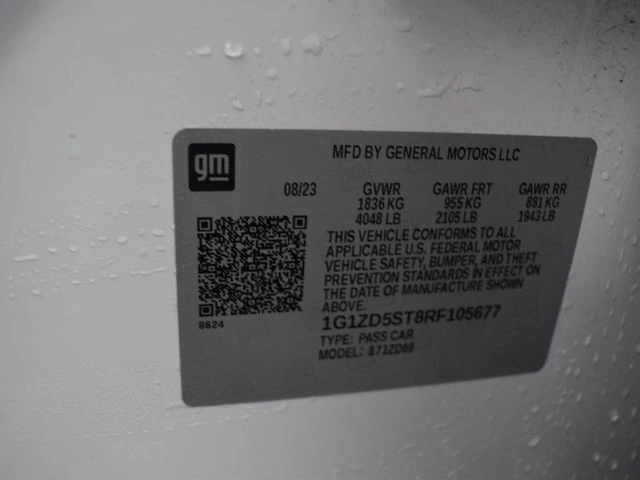 gm
MFD BY GENERAL MOTORS LLC
08/23 GVWR GAWR FRT GAWR RR
1836 KG 955 KG 881 KG
4048 LB 2105 LB 1943 LB
THIS VEHICLE CONFORMS TO ALL
APPLICABLE U.S. FEDERAL MOTOR
VEHICLE SAFETY, BUMPER, AND THEFT
PREVENTION STANDARDS IN EFFECT ON
THE DATE OF MANUFACTURE SHOWN
ABOVE.
8624
1G1ZD5ST8RF105677
TYPE: PASS CAR
MODEL: 871ZD69